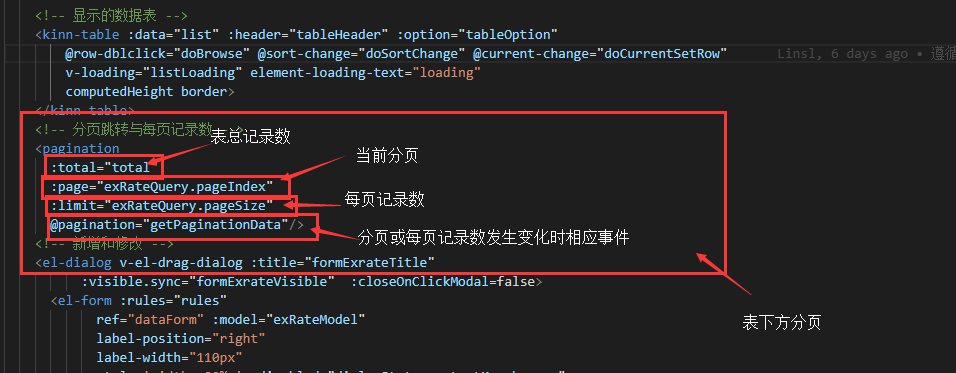 <!-- 显示的数据表 -->
<kinn-table :data="list" :header="tableHeader" :option="tableOption"
@row-dblclick="doBrowse" @sort-change="doSortChange" @current-change="doCurrentSetRow" Linsl, 6 days ago • 遵循
v-loading="listLoading" element-loading-text="loading"
computedHeight border>
</kinn-table>
<!-- 分页跳转与每页记录数
表总记录数
<pagination
当前分页
:total="total"
:page="exRateQuery.pageIndex"
每页记录数
:limit="exRateQuery.pageSize"
@pagination="getPaginationData"/>
分页或每页记录数发生变化时相应事件
<!-- 新增和修改 -->
<el-dialog v-el-drag-dialog :title="formExrateTitle"
:visible.sync="formExrateVisible" :closeOnClickModal=false>
<el-form :rules="rules"
表下方分页
ref="dataForm" :model="exRateModel"
label-position="right"
label-width="110px"